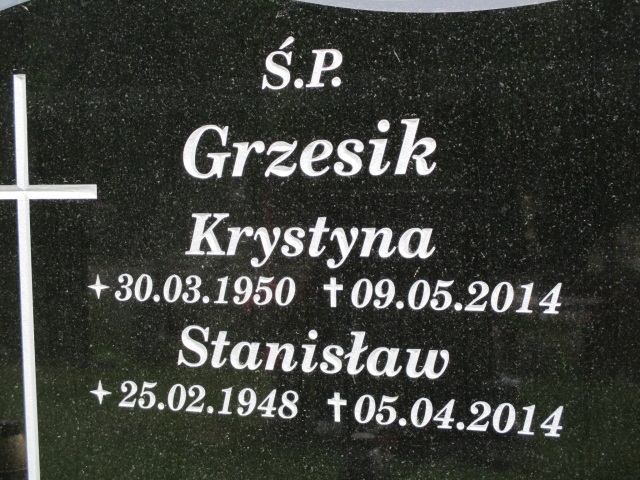 Ś.P.
Grzesik
Krystyna
✦30.03.1950 ✝09.05.2014
Stanisław
✦25.02.1948 ✝05.04.2014